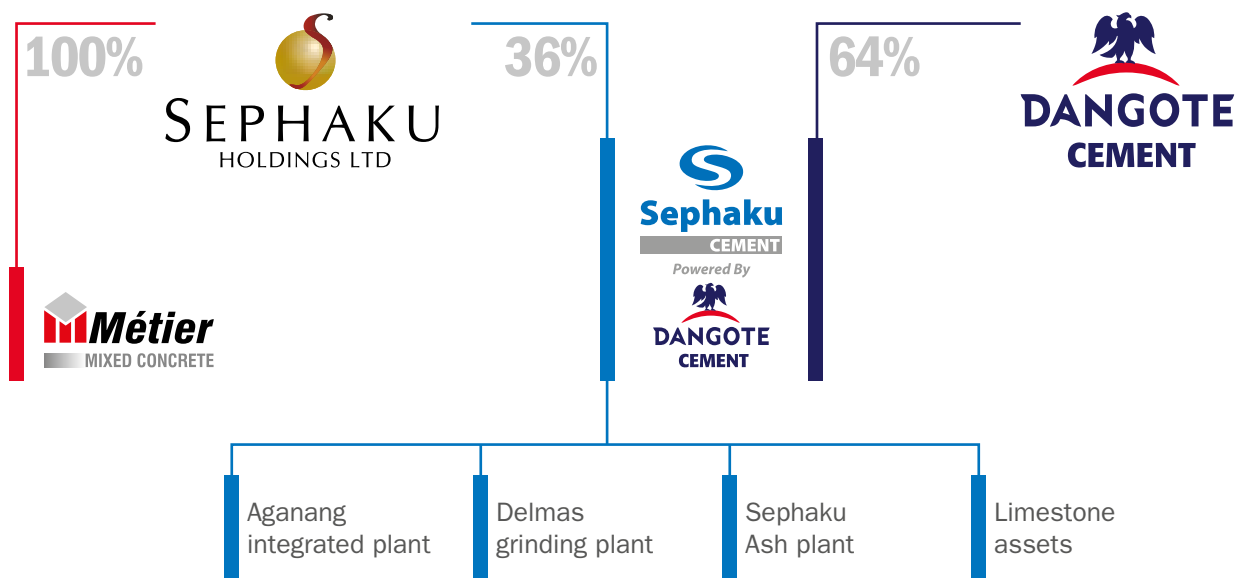 100%
SEPHAKU
HOLDINGS LTD
36%
64%
DANGOTE
CEMENT
Métier
MIXED CONCRETE
Sephaku
CEMENT
Powered By
DANGOTE
CEMENT
Aganang
integrated plant
Delmas
grinding plant
Sephaku
Ash plant
Limestone
assets